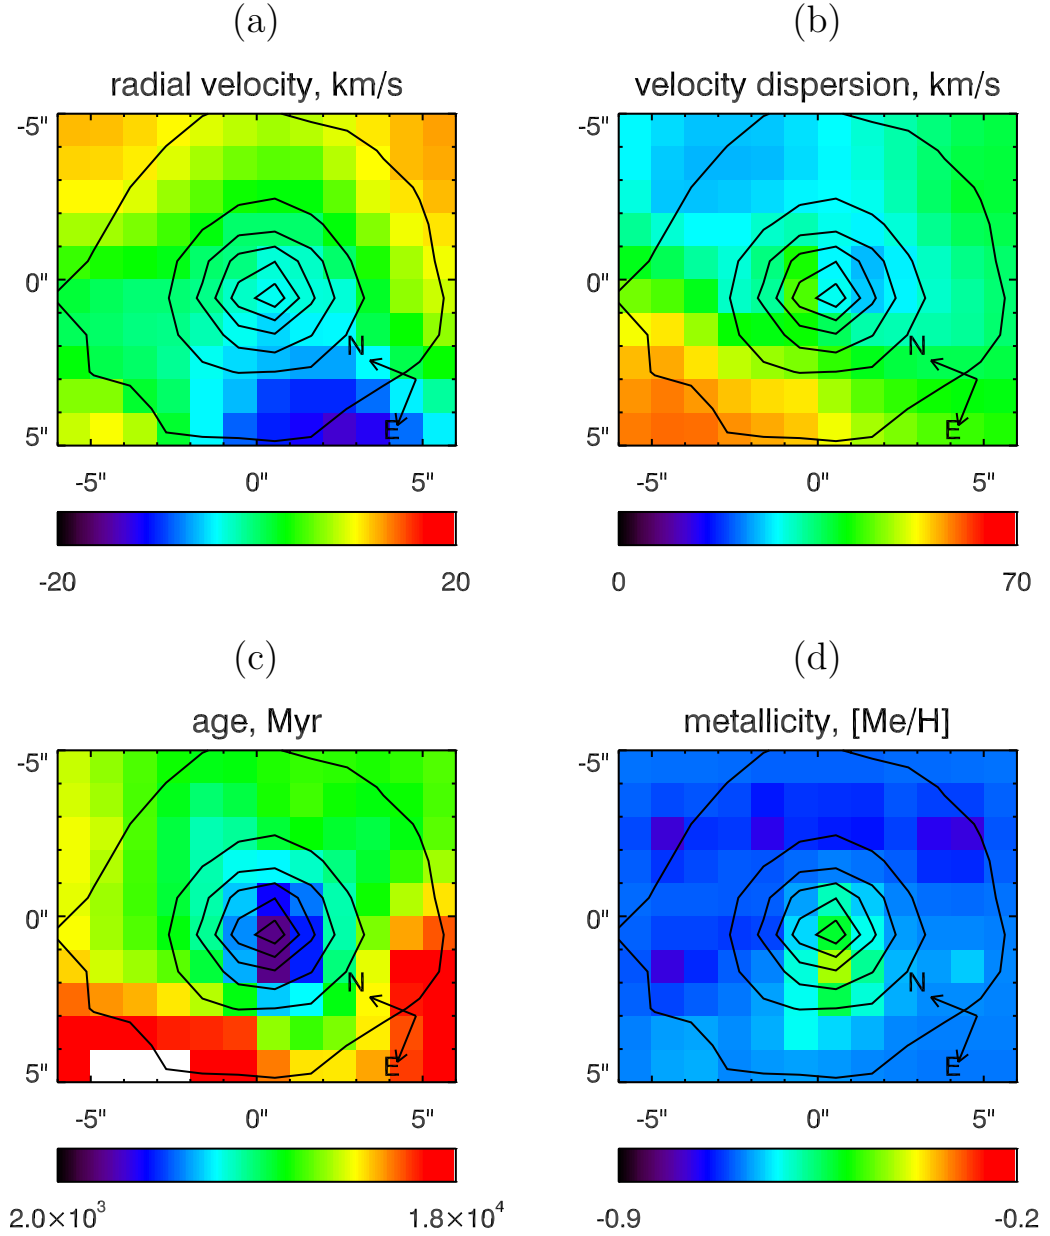 (a) (b)
radial velocity, km/s velocity dispersion, km/s
-5" -5"
0" 0"
N N
E E
5" 5"
-5" 0" 5" -5" 0" 5"
-20 20 0 70
(c) (d)
age, Myr metallicity, [Me/H]
-5" -5"
0" 0"
N N
E E
5" 5"
-5" 0" 5" -5" 0" 5"
2.0×10³ 1.8×10⁴ -0.9 -0.2